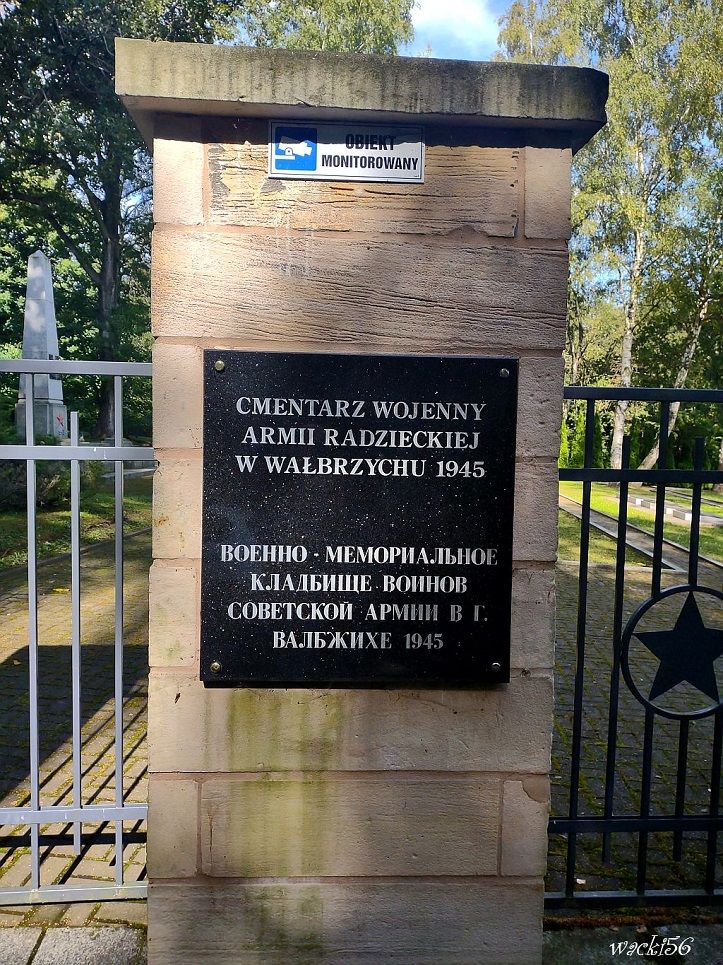 OBIEKT
MONITOROWANY
CMENTARZ WOJENNY
ARMII RADZIECKIEJ
W WAŁBRZYCHU 1945
ВОЕННО - МЕМОРИАЛЬНОЕ
КЛАДБИЩЕ ВОИНОВ
СОВЕТСКОЙ АРМИИ В Г.
ВАЛБЖИХЕ 1945
wacki56